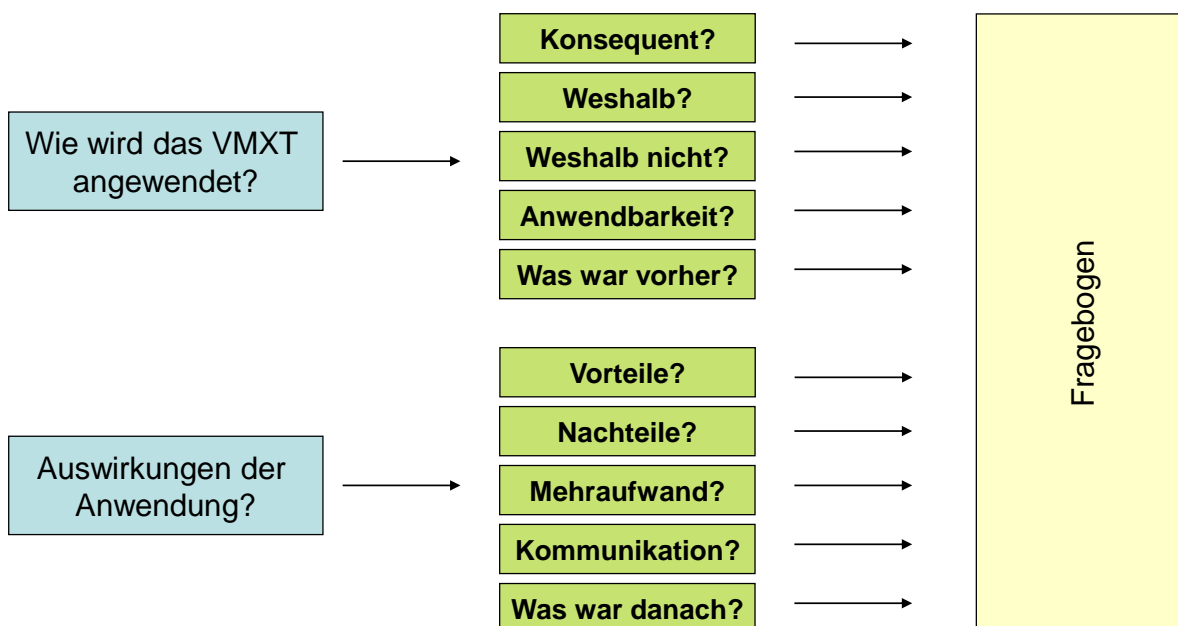 Wie wird das VMXT
angewendet?
Konsequent?
Weshalb?
Weshalb nicht?
Anwendbarkeit?
Was war vorher?
Auswirkungen der
Anwendung?
Vorteile?
Nachteile?
Mehraufwand?
Kommunikation?
Was war danach?
Fragebogen